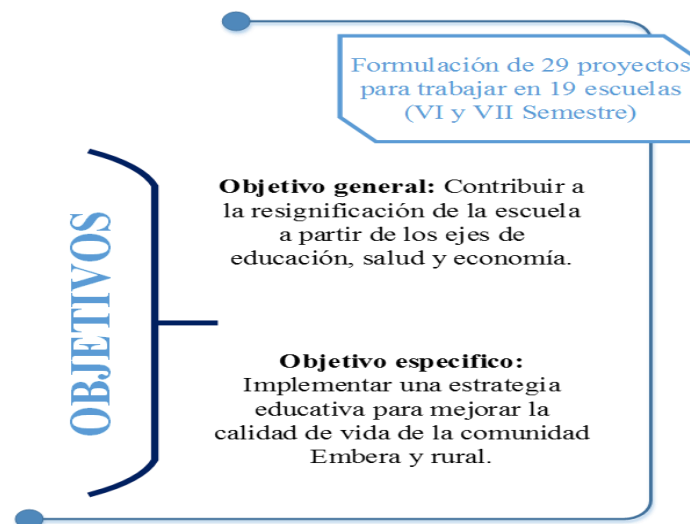 Formulación de 29 proyectos
para trabajar en 19 escuelas
(VI y VII Semestre)
OBJETIVOS
Objetivo general: Contribuir a
la resignificación de la escuela
a partir de los ejes de
educación, salud y economía.
Objetivo especifico:
Implementar una estrategia
educativa para mejorar la
calidad de vida de la comunidad
Embera y rural.